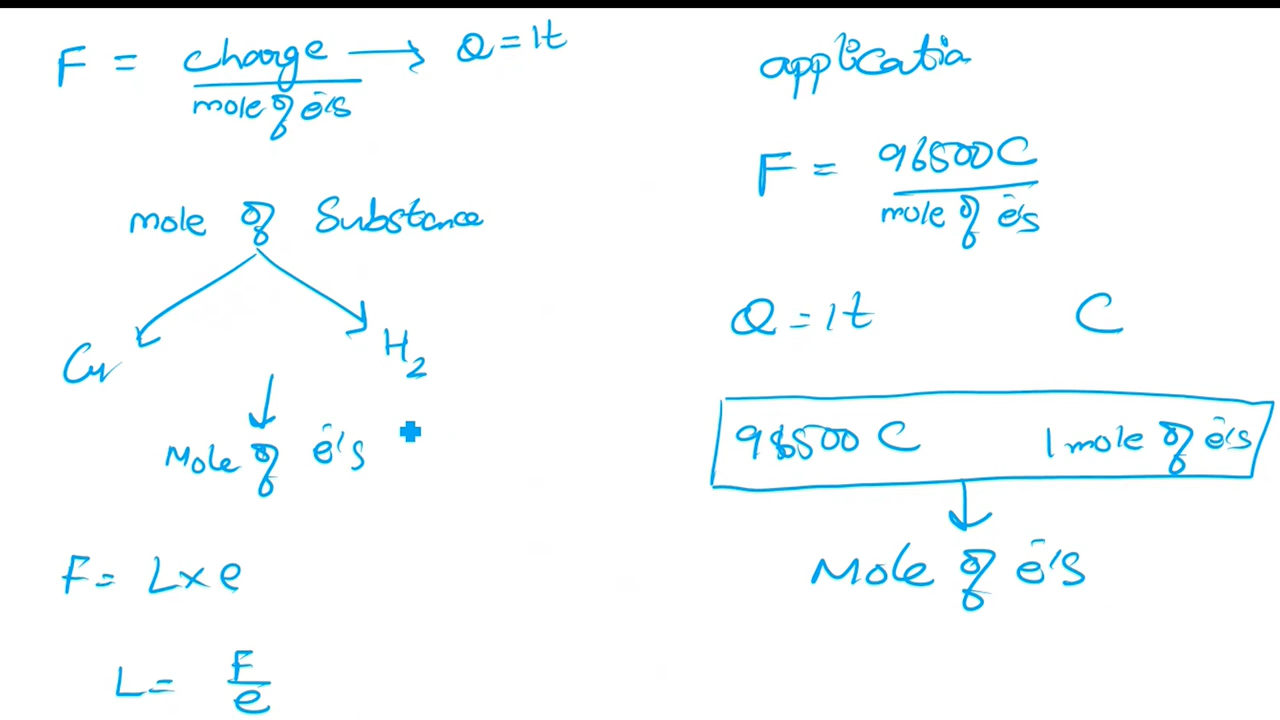 F = charge → Q = It
mole of e⁻'s
mole of Substance
Cu
H₂
Mole of e⁻'s
F = L × e
L = F
e
application
F = 96500 C
mole of e⁻'s
Q = It C
96500 C 1 mole of e⁻'s
Mole of e⁻'s